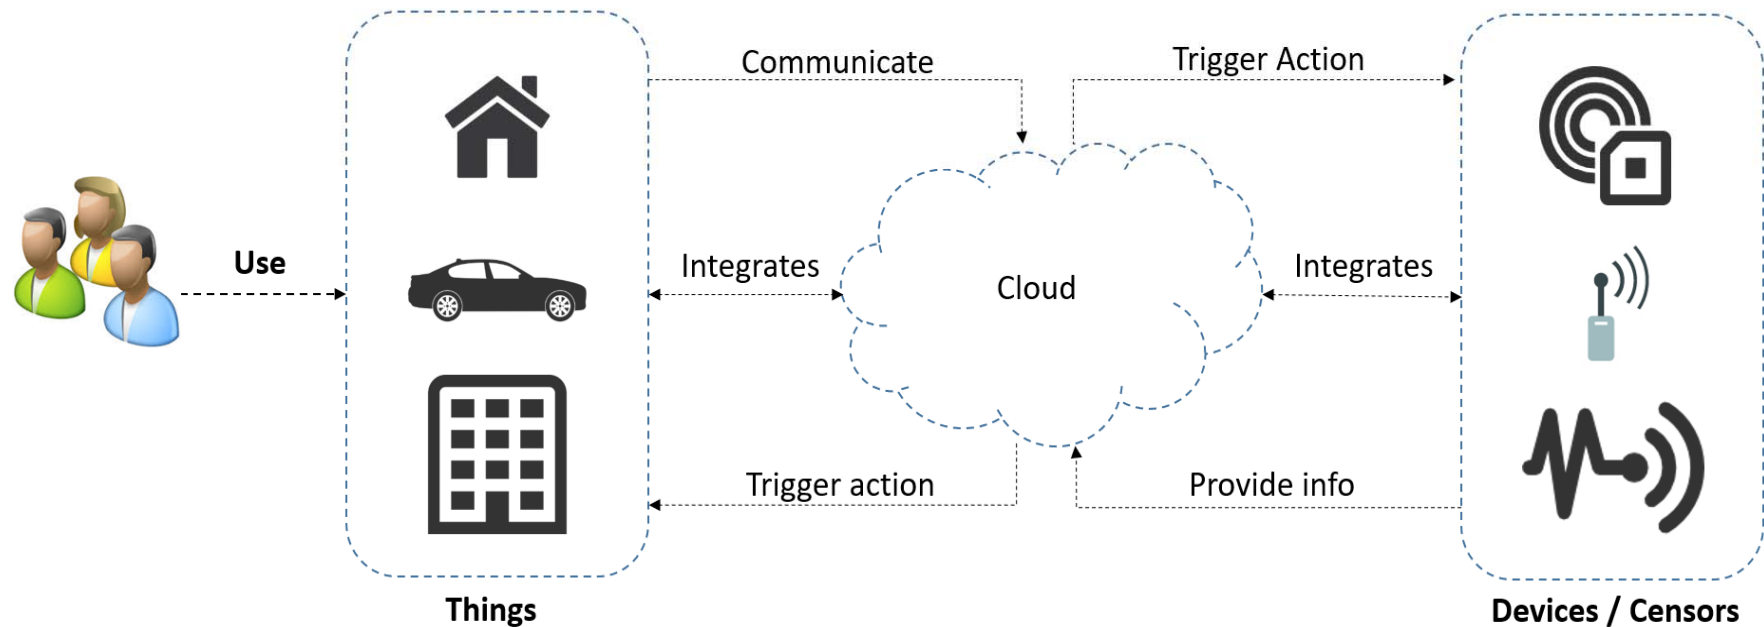 Communicate
Trigger Action
Use
Integrates
Cloud
Integrates
Trigger action
Provide info
Things
Devices / Censors